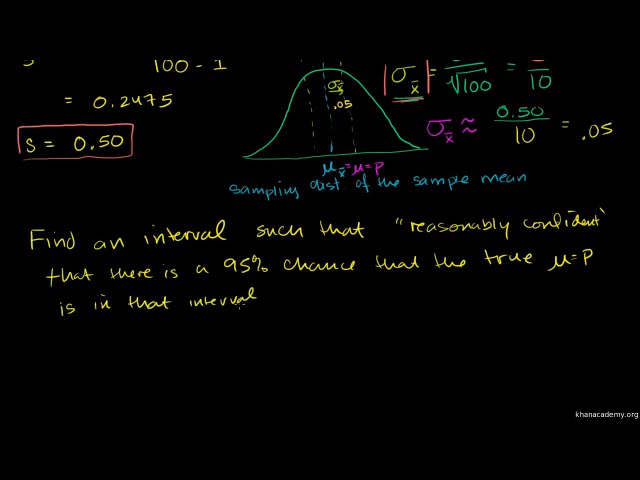 100 - 1
= 0.2475
s = 0.50
σx̄
.05
μx̄ = μ = p
sampling dist of the sample mean
σx̄ = /√100 = /10
σx̄ ≈ 0.50/10 = .05
Find an interval such that "reasonably confident"
that there is a 95% chance that the true μ=p
is in that interval
khanacademy.org